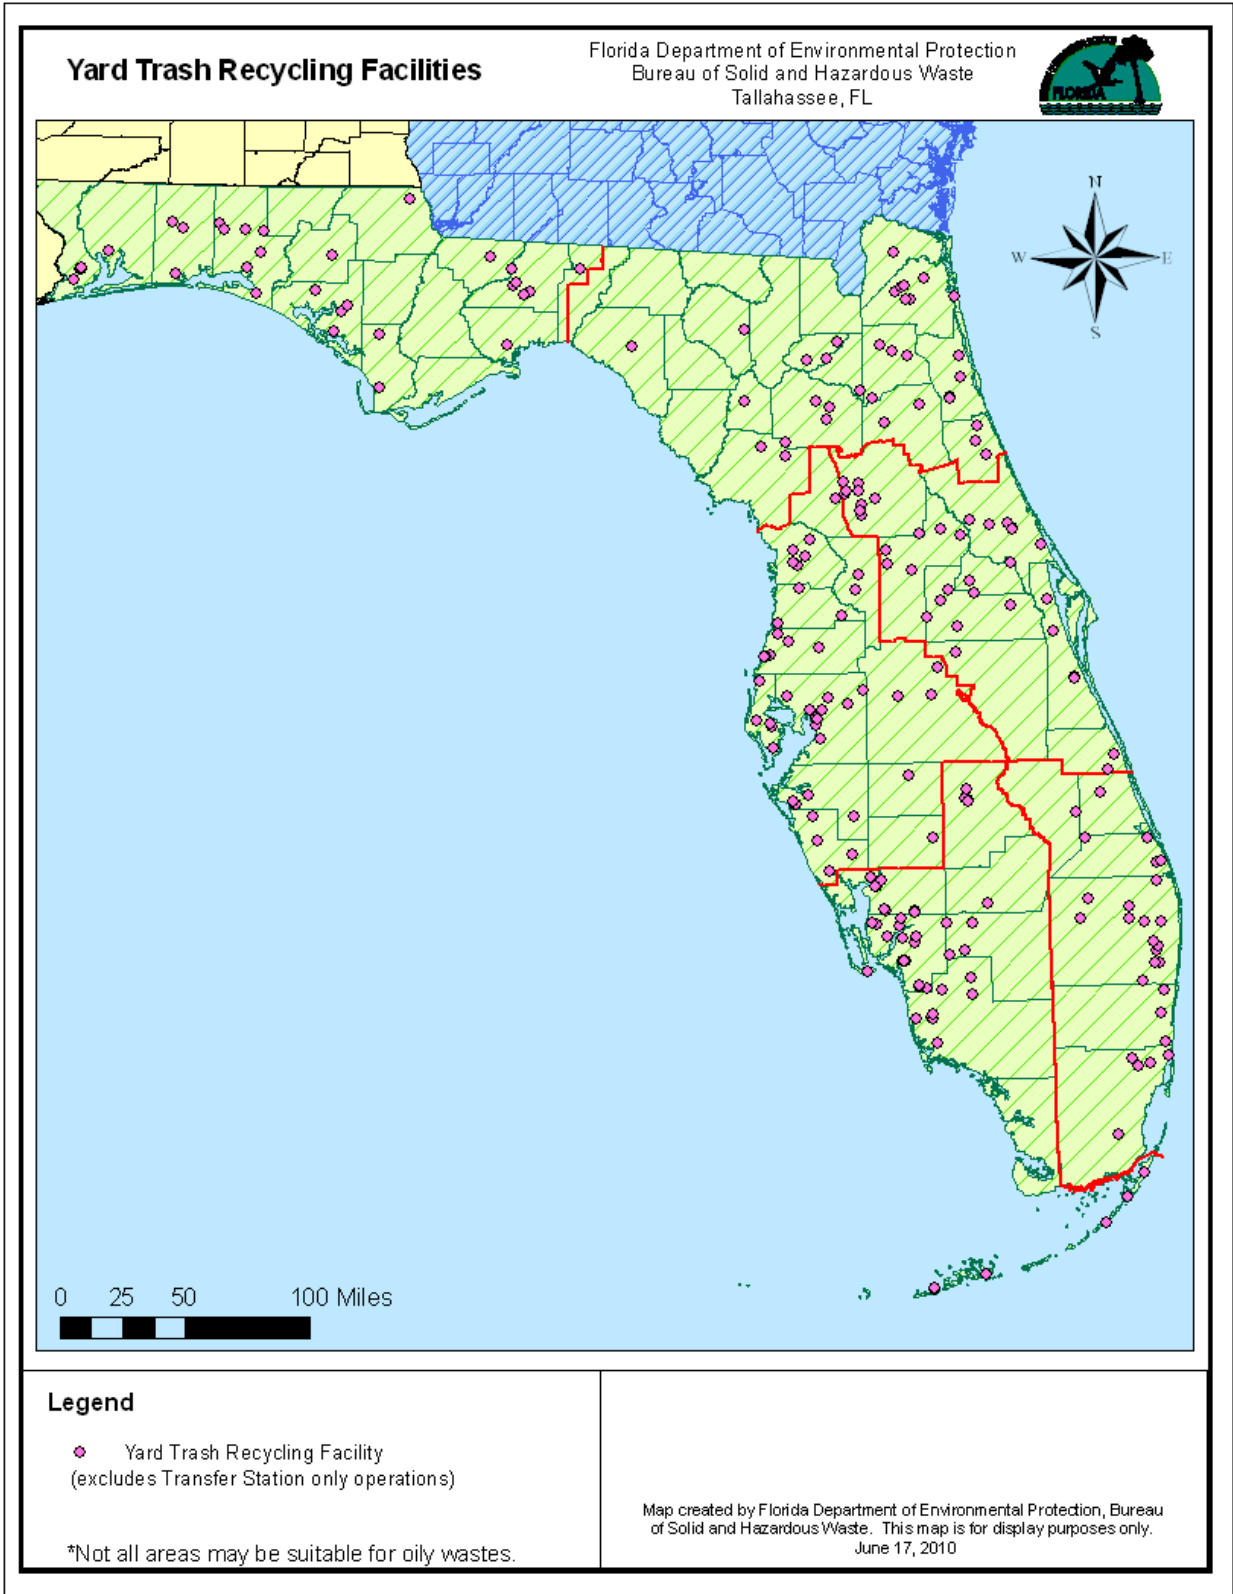 Yard Trash Recycling Facilities
Florida Department of Environmental Protection
Bureau of Solid and Hazardous Waste
Tallahassee, FL
FLORIDA
N
W
E
S
0 25 50 100 Miles
Legend
Yard Trash Recycling Facility
(excludes Transfer Station only operations)
*Not all areas may be suitable for oily wastes.
Map created by Florida Department of Environmental Protection, Bureau
of Solid and Hazardous Waste. This map is for display purposes only.
June 17, 2010